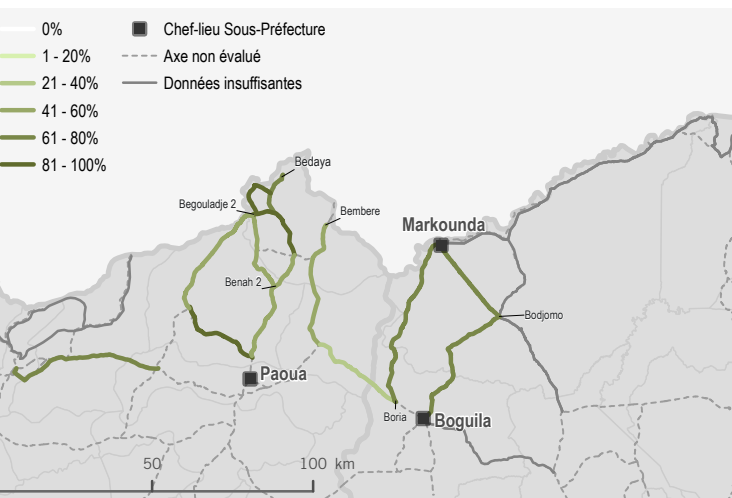 0%
1 - 20%
21 - 40%
41 - 60%
61 - 80%
81 - 100%
Chef-lieu Sous-Préfecture
Axe non évalué
Données insuffisantes
Bedaya
Begouladje 2
Bembere
Markounda
Benah 2
Bodjomo
Paoua
Boria
Boguila
50
100 km